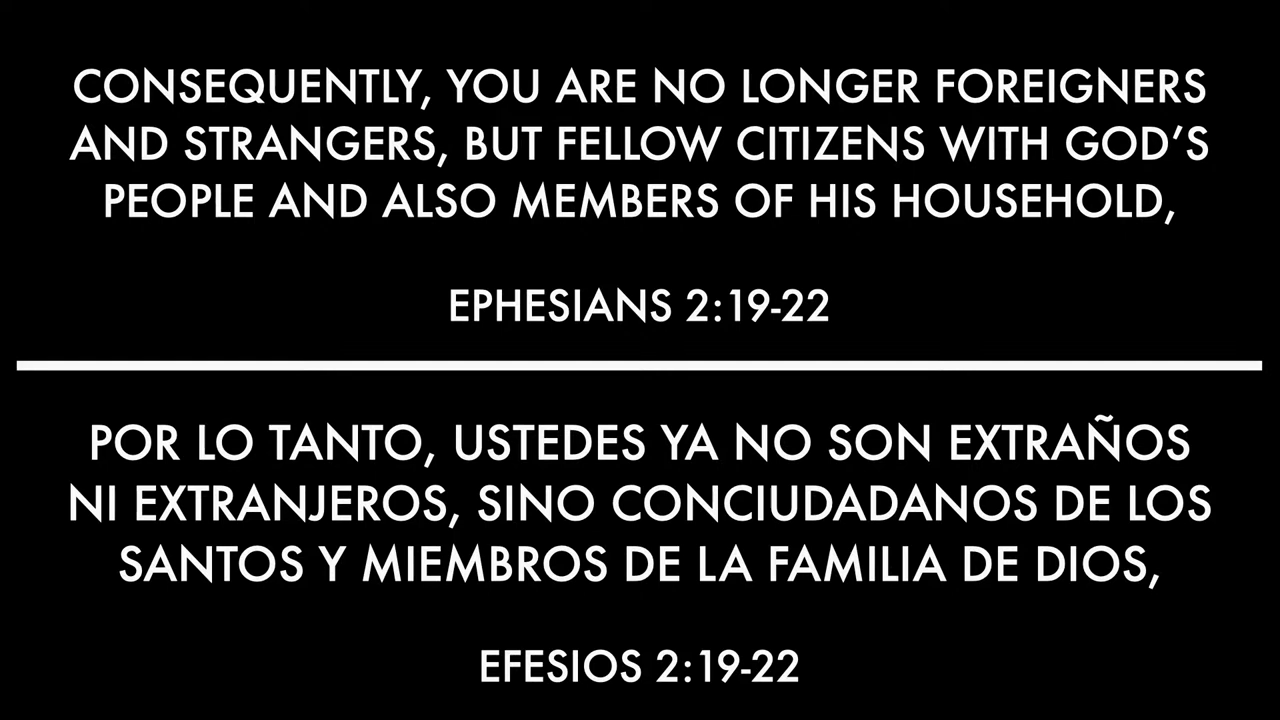 CONSEQUENTLY, YOU ARE NO LONGER FOREIGNERS
AND STRANGERS, BUT FELLOW CITIZENS WITH GOD’S
PEOPLE AND ALSO MEMBERS OF HIS HOUSEHOLD,
EPHESIANS 2:19-22
POR LO TANTO, USTEDES YA NO SON EXTRAÑOS
NI EXTRANJEROS, SINO CONCIUDADANOS DE LOS
SANTOS Y MIEMBROS DE LA FAMILIA DE DIOS,
EFESIOS 2:19-22